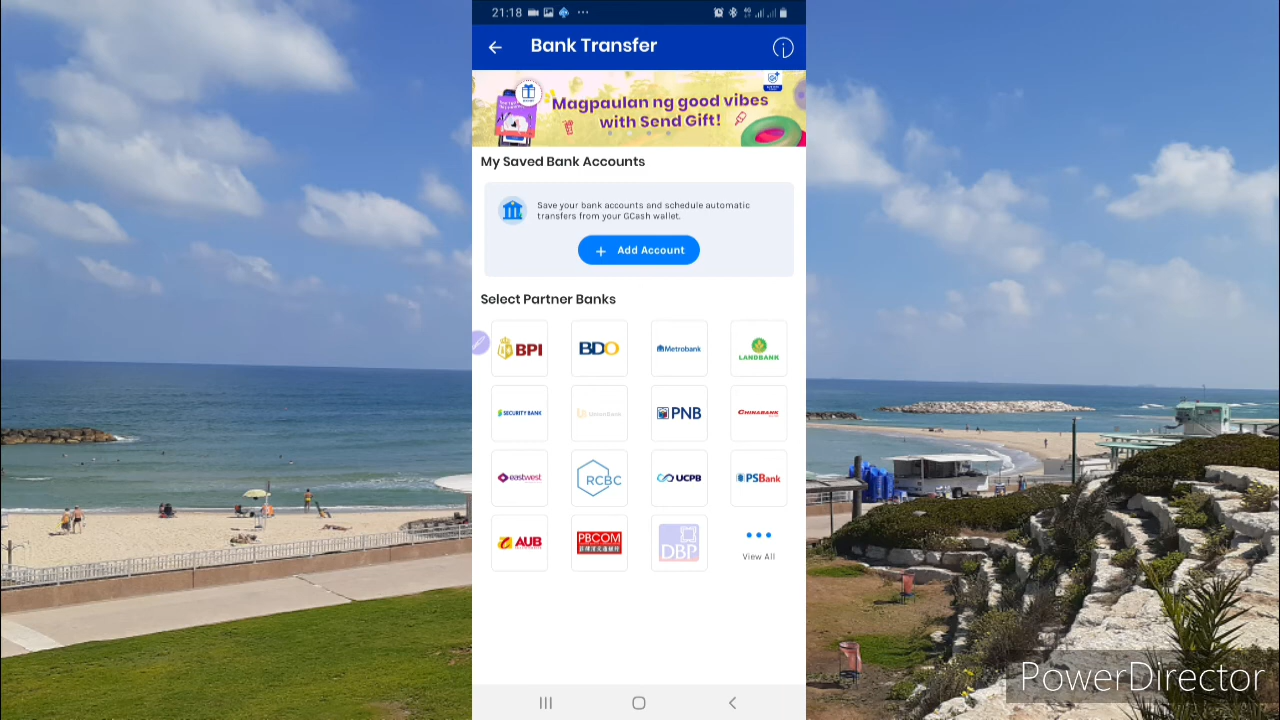 21:18
Bank Transfer
Magpaulan ng good vibes
with Send Gift!
My Saved Bank Accounts
Save your bank accounts and schedule automatic
transfers from your GCash wallet.
+ Add Account
Select Partner Banks
BPI
BDO
Metrobank
LANDBANK
SECURITY BANK
UnionBank
PNB
CHINABANK
eastwest
RCBC
UCPB
PSBank
AUB
PBCOM
DBP
View All
PowerDirector